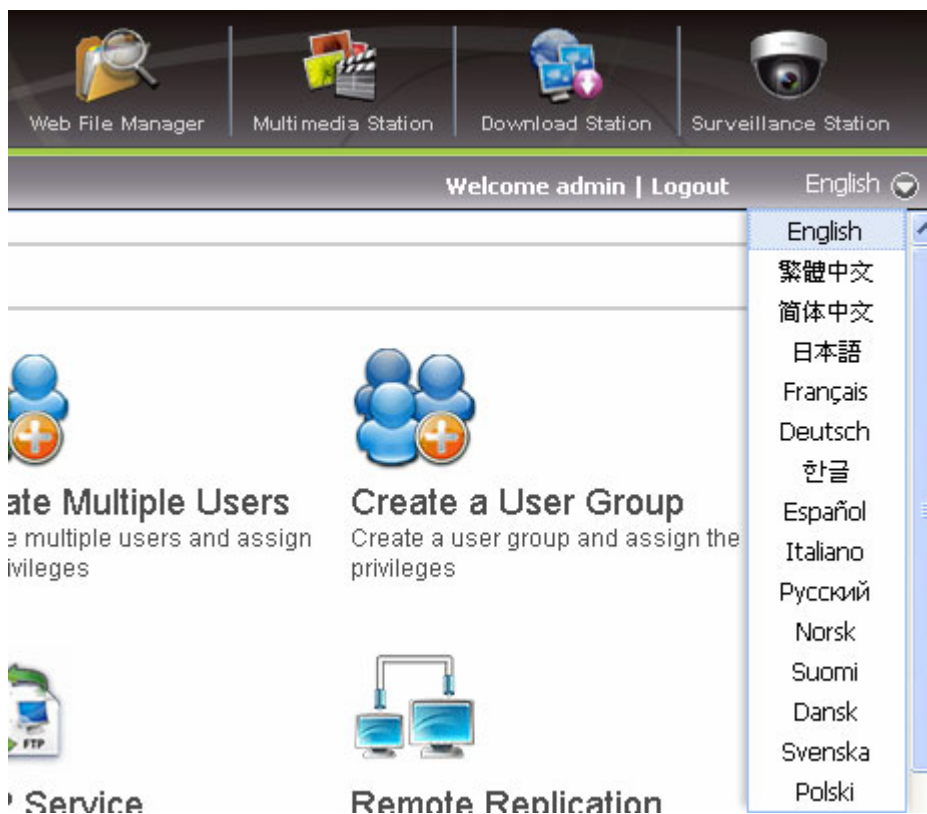 Web File Manager
Multimedia Station
Download Station
Surveillance Station
Welcome admin | Logout
English
English
繁體中文
简体中文
日本語
Français
Deutsch
한글
Español
Italiano
Русский
Norsk
Suomi
Dansk
Svenska
Polski
ate Multiple Users
e multiple users and assign
ivileges
Create a User Group
Create a user group and assign the
privileges
FTP
Service
Remote Replication